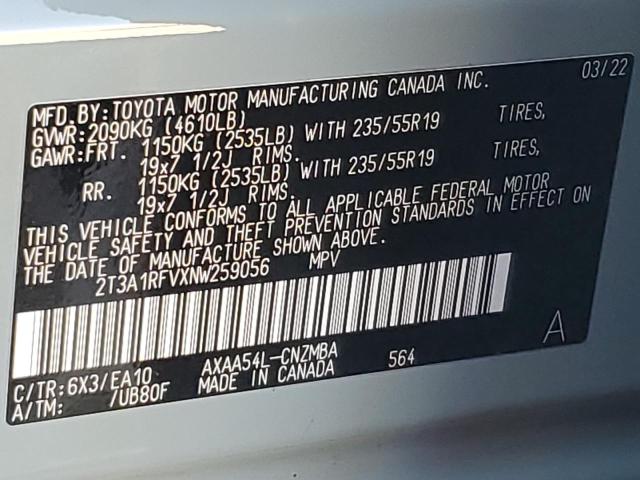 03/22
MFD.BY:TOYOTA MOTOR MANUFACTURING CANADA INC.
GVWR:2090KG (4610LB)
GAWR:FRT. 1150KG (2535LB) WITH 235/55R19 TIRES,
19x7 1/2J RIMS.
RR. 1150KG (2535LB) WITH 235/55R19 TIRES,
19x7 1/2J RIMS.
THIS VEHICLE CONFORMS TO ALL APPLICABLE FEDERAL MOTOR
VEHICLE SAFETY AND THEFT PREVENTION STANDARDS IN EFFECT ON
THE DATE OF MANUFACTURE SHOWN ABOVE.
2T3A1RFVXNW259056 MPV
A
AXAA54L-CNZMBA 564
C/TR:6X3/EA10 MADE IN CANADA
A/TM: /UB80F